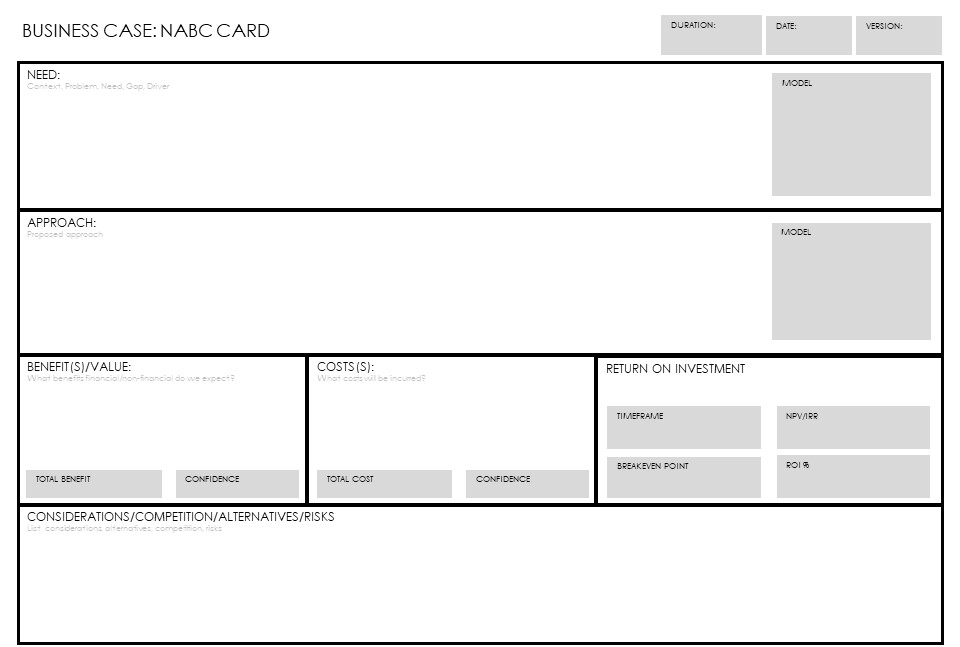 BUSINESS CASE: NABC CARD
DURATION:
DATE:
VERSION:
NEED:
Context, Problem, Need, Gap, Driver
MODEL
APPROACH:
Proposed approach
MODEL
BENEFIT(S)/VALUE:
What benefits financial/non-financial do we expect?
TOTAL BENEFIT
CONFIDENCE
COSTS(S):
What costs will be incured?
TOTAL COST
CONFIDENCE
RETURN ON INVESTMENT
TIMEFRAME
NPV/IRR
BREAKEVEN POINT
ROI %
CONSIDERATIONS/COMPETITION/ALTERNATIVES/RISKS
List considerations, alternatives, competition, risks